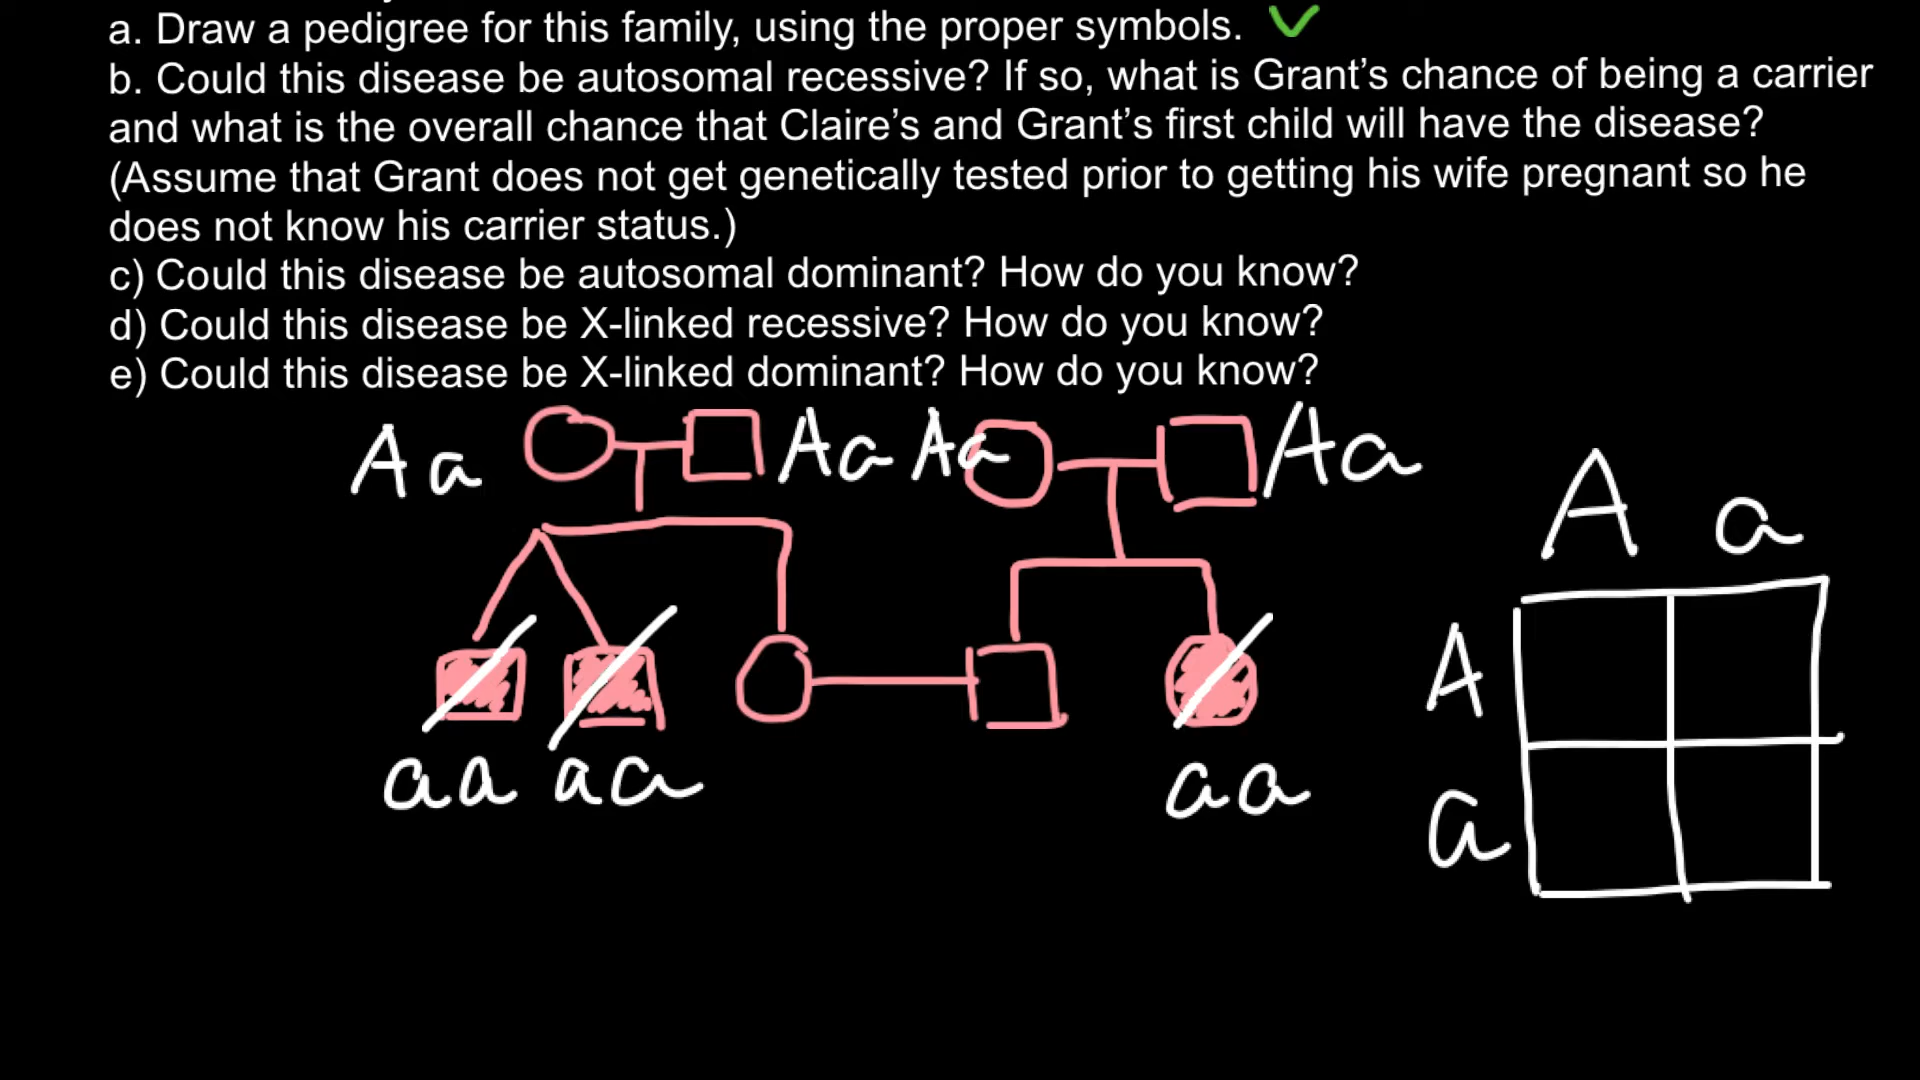 a. Draw a pedigree for this family, using the proper symbols.
b. Could this disease be autosomal recessive? If so, what is Grant’s chance of being a carrier
and what is the overall chance that Claire’s and Grant’s first child will have the disease?
(Assume that Grant does not get genetically tested prior to getting his wife pregnant so he
does not know his carrier status.)
c) Could this disease be autosomal dominant? How do you know?
d) Could this disease be X-linked recessive? How do you know?
e) Could this disease be X-linked dominant? How do you know?
Aa Aa Aa Aa
A a
A
a
aa aa aa